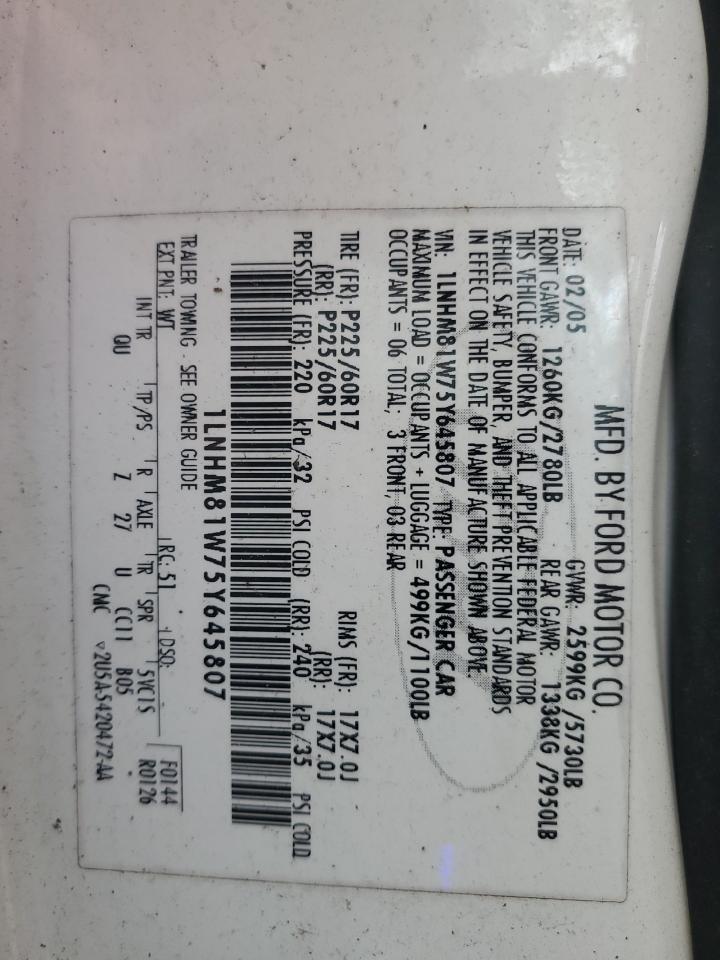 MFD. BY FORD MOTOR CO.
DATE: 02/05 GVWR: 2599KG /5730LB
FRONT GAWR: 1260KG/2780LB REAR GAWR: 1338KG /2950LB
THIS VEHICLE CONFORMS TO ALL APPLICABLE FEDERAL MOTOR
VEHICLE SAFETY, BUMPER, AND THEFT PREVENTION STANDARDS
IN EFFECT ON THE DATE OF MANUFACTURE SHOWN ABOVE.
VIN: 1LNHM81W75Y645807 TYPE: PASSENGER CAR
MAXIMUM LOAD = OCCUPANTS + LUGGAGE = 499KG/1100LB
OCCUPANTS = 06 TOTAL; 3 FRONT, 03 REAR
TIRE (FR): P225/60R17 RIMS (FR): 17X7.0J
(RR): P225/60R17 (RR): 17X7.0J
PRESSURE (FR): 220 kPa/32 PSI COLD (RR): 240 kPa/35 PSI COLD
1LNHM81W75Y645807
TRAILER TOWING - SEE OWNER GUIDE
EXT PNT: WT RC: 51 DSO: F0144
INT TR TP/PS R AXLE TR SPR SVC15 R0126
QU Z 27 U CC11 B05
CMC ▽2U5A-5420472-AA